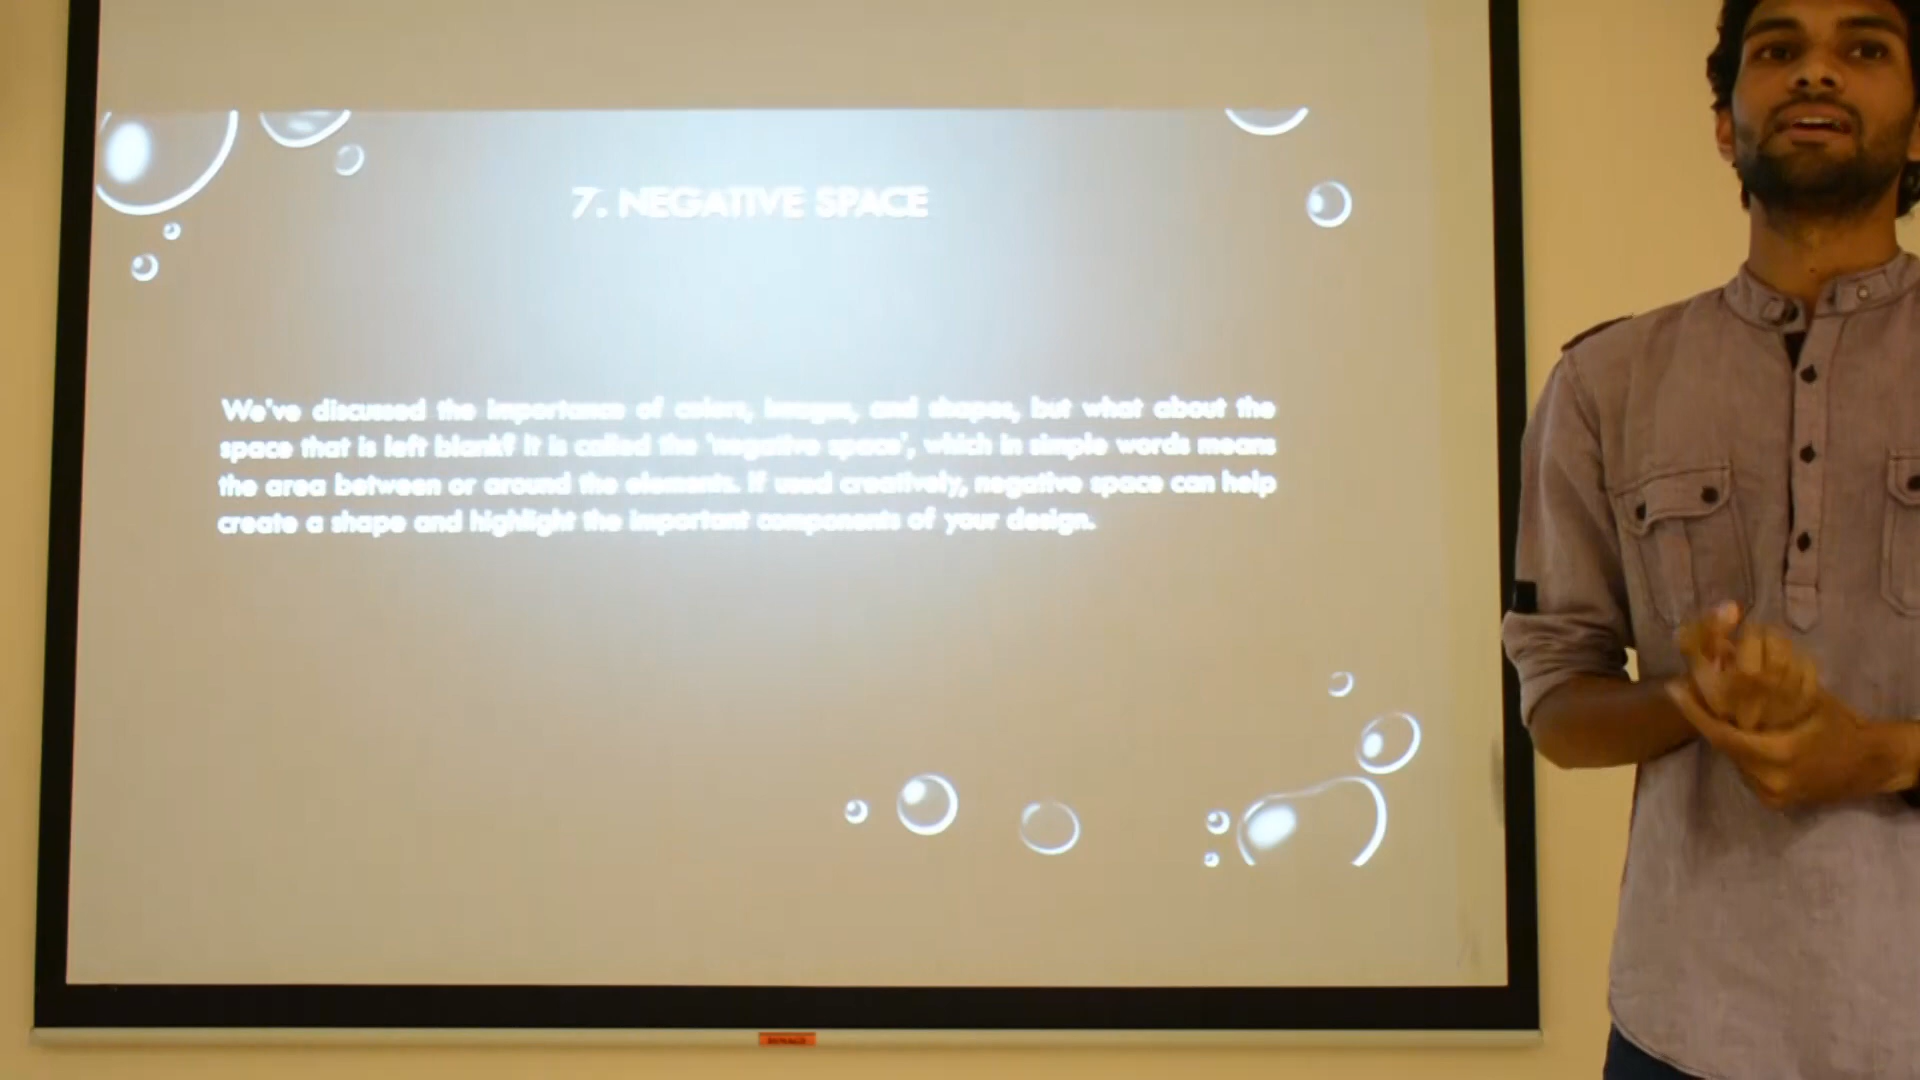 7. NEGATIVE SPACE
We've discussed the importance of colors, images, and shapes, but what about the
space that is left blank? It is called the 'negative space', which in simple words means
the area between or around the elements. If used creatively, negative space can help
create a shape and highlight the important components of your design.